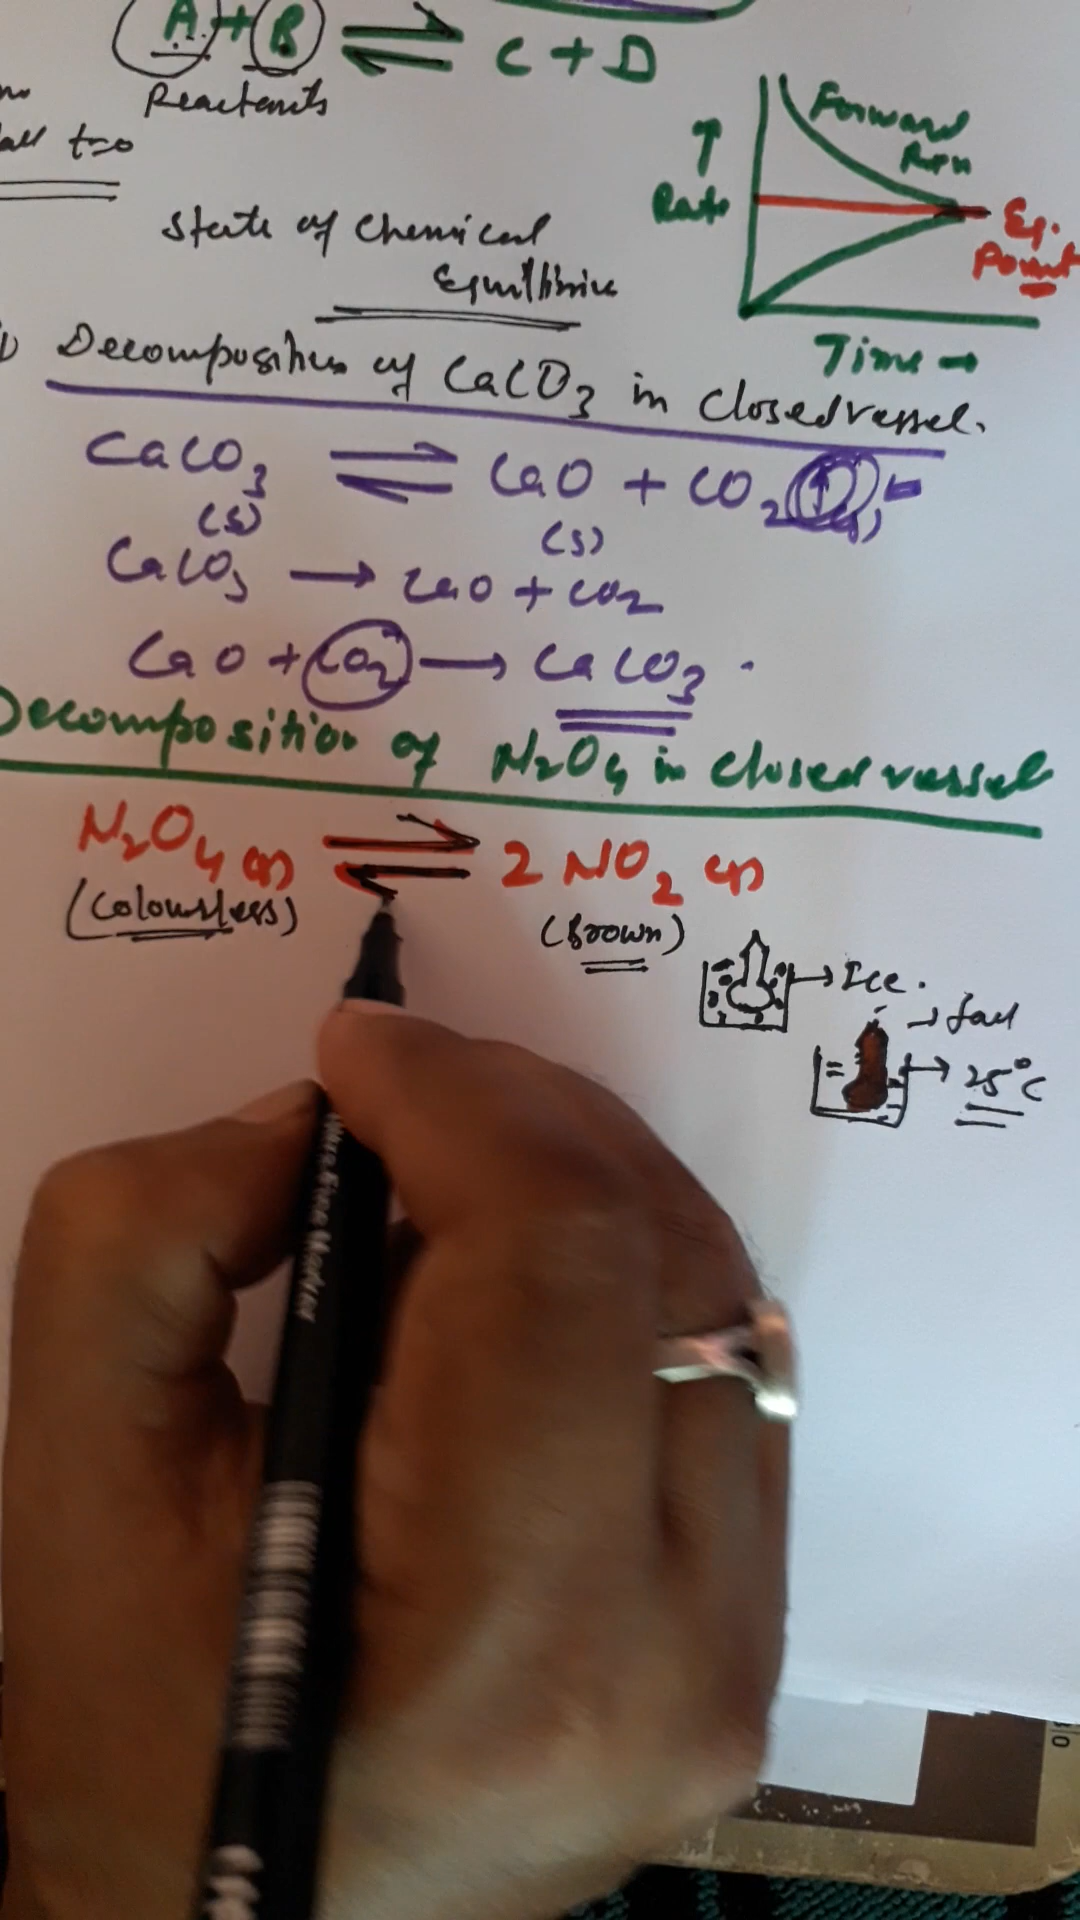 A + B ⇌ C + D
Reactants
t=0
Forward
Rxn
↑
Rate
Eq.
Point
Time →
State of Chemical
Equilibrium
Decomposition of CaCO3 in closed vessel.
CaCO3 ⇌ CaO + CO2 ↑
(s) (s) (g)
CaCO3 → CaO + CO2
CaO + CO2 → CaCO3 .
Decomposition of N2O4 in closed vessel
N2O4 (g) ⇌ 2 NO2 (g)
(Colourless) (Brown)
→ Ice.
→ 25°C